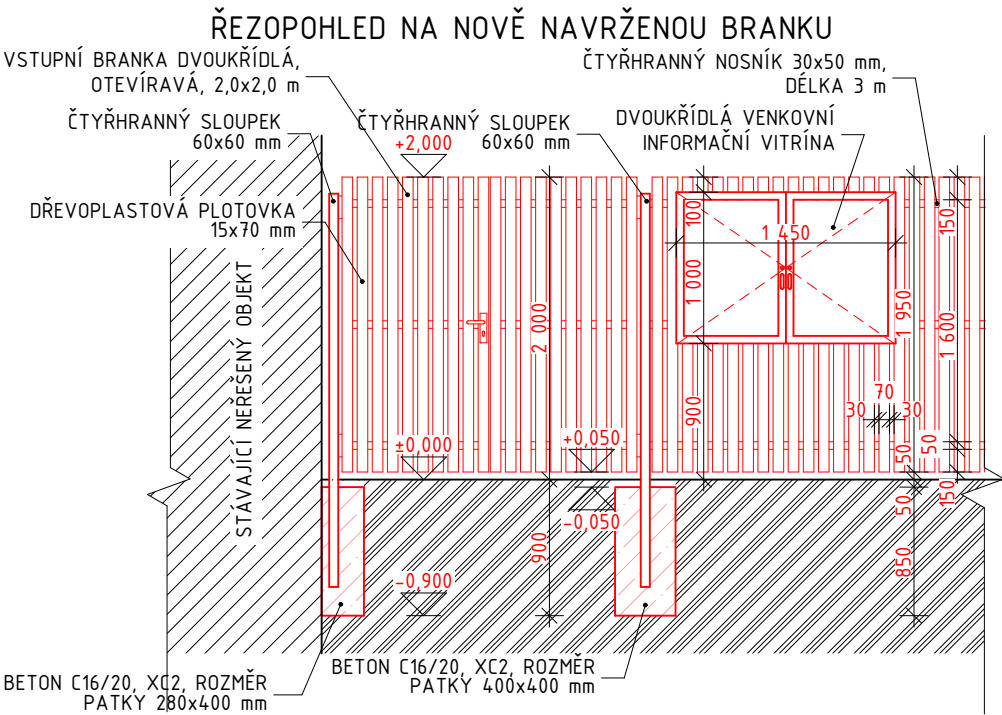 ŘEZOPOHLED NA NOVĚ NAVRŽENOU BRANKU
VSTUPNÍ BRANKA DVOUKŘÍDLÁ,
OTEVÍRAVÁ, 2,0x2,0 m
ČTYŘHRANNÝ NOSNÍK 30x50 mm,
DÉLKA 3 m
ČTYŘHRANNÝ SLOUPEK
60x60 mm
ČTYŘHRANNÝ SLOUPEK
60x60 mm
DVOUKŘÍDLÁ VENKOVNÍ
INFORMAČNÍ VITRÍNA
+2,000
DŘEVOPLASTOVÁ PLOTOVKA
15x70 mm
STÁVAJÍCÍ NEŘEŠENÝ OBJEKT
100
1 450
150
1 000
2 000
1 950
1 600
900
70
30
30
±0,000
+0,050
50
50
-0,050
50
150
900
850
-0,900
BETON C16/20, XC2, ROZMĚR
PATKY 280x400 mm
BETON C16/20, XC2, ROZMĚR
PATKY 400x400 mm